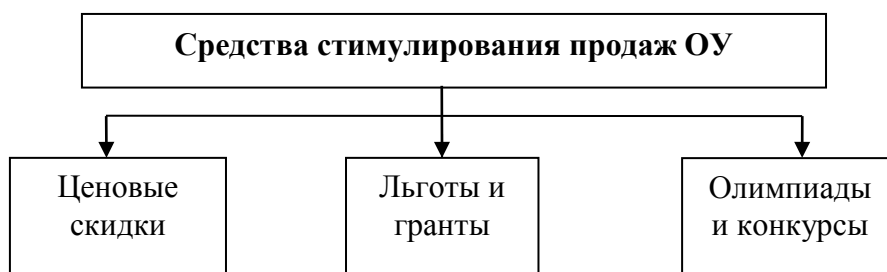 Средства стимулирования продаж ОУ
Ценовые
скидки
Льготы и
гранты
Олимпиады
и конкурсы